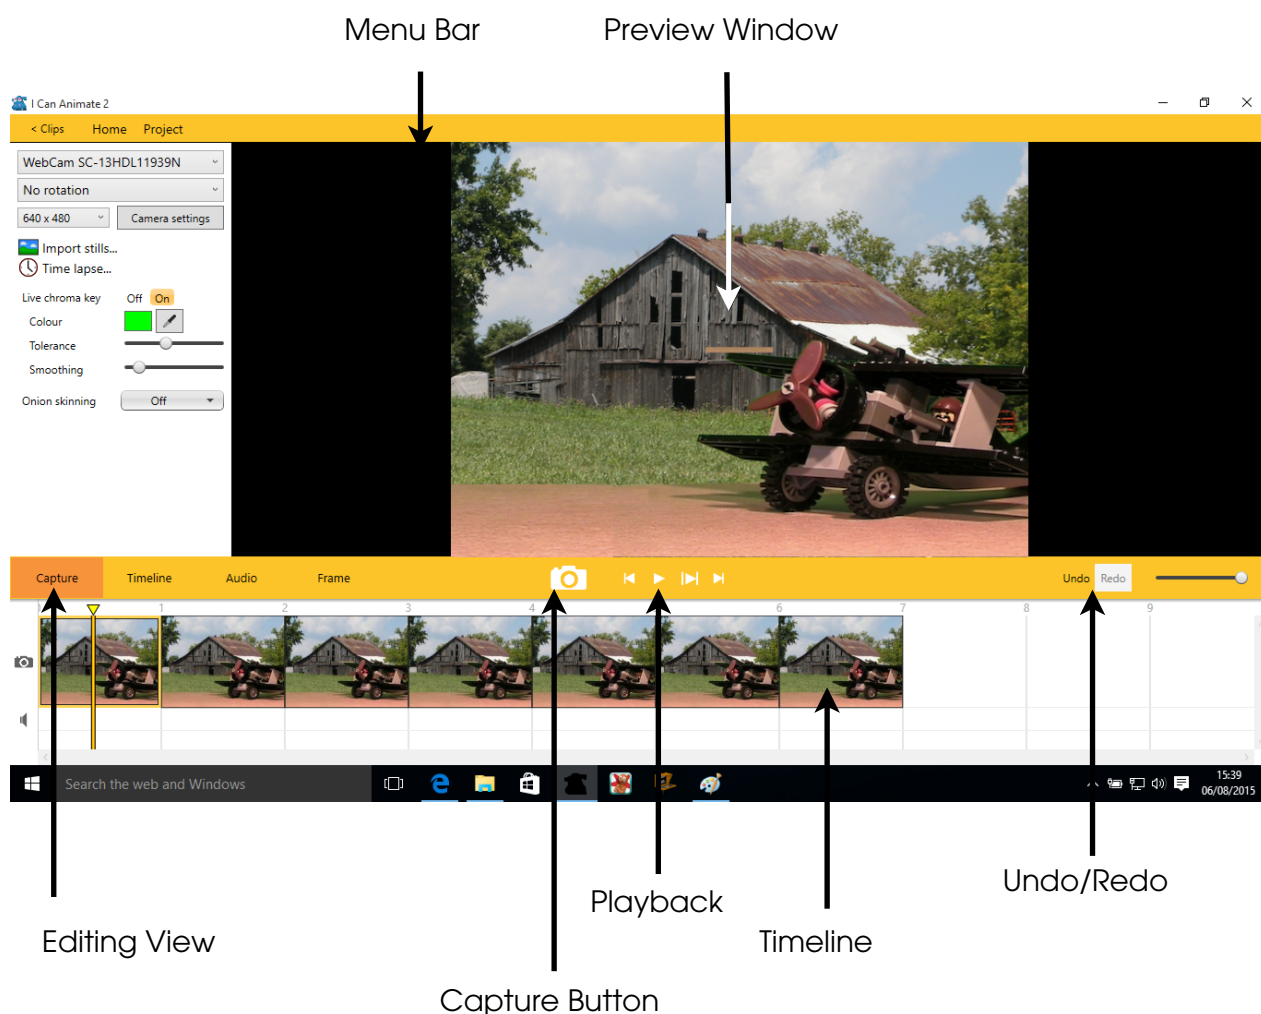 Menu Bar Preview Window
I Can Animate 2
< Clips Home Project
WebCam SC-13HDL11939N
No rotation
640 x 480 Camera settings
Import stills...
Time lapse...
Live chroma key Off On
Colour
Tolerance
Smoothing
Onion skinning Off
Capture Timeline Audio Frame Undo Redo
1 2 3 4 6 7 8 9
Search the web and Windows
15:39
06/08/2015
Undo/Redo
Playback
Editing View Timeline
Capture Button